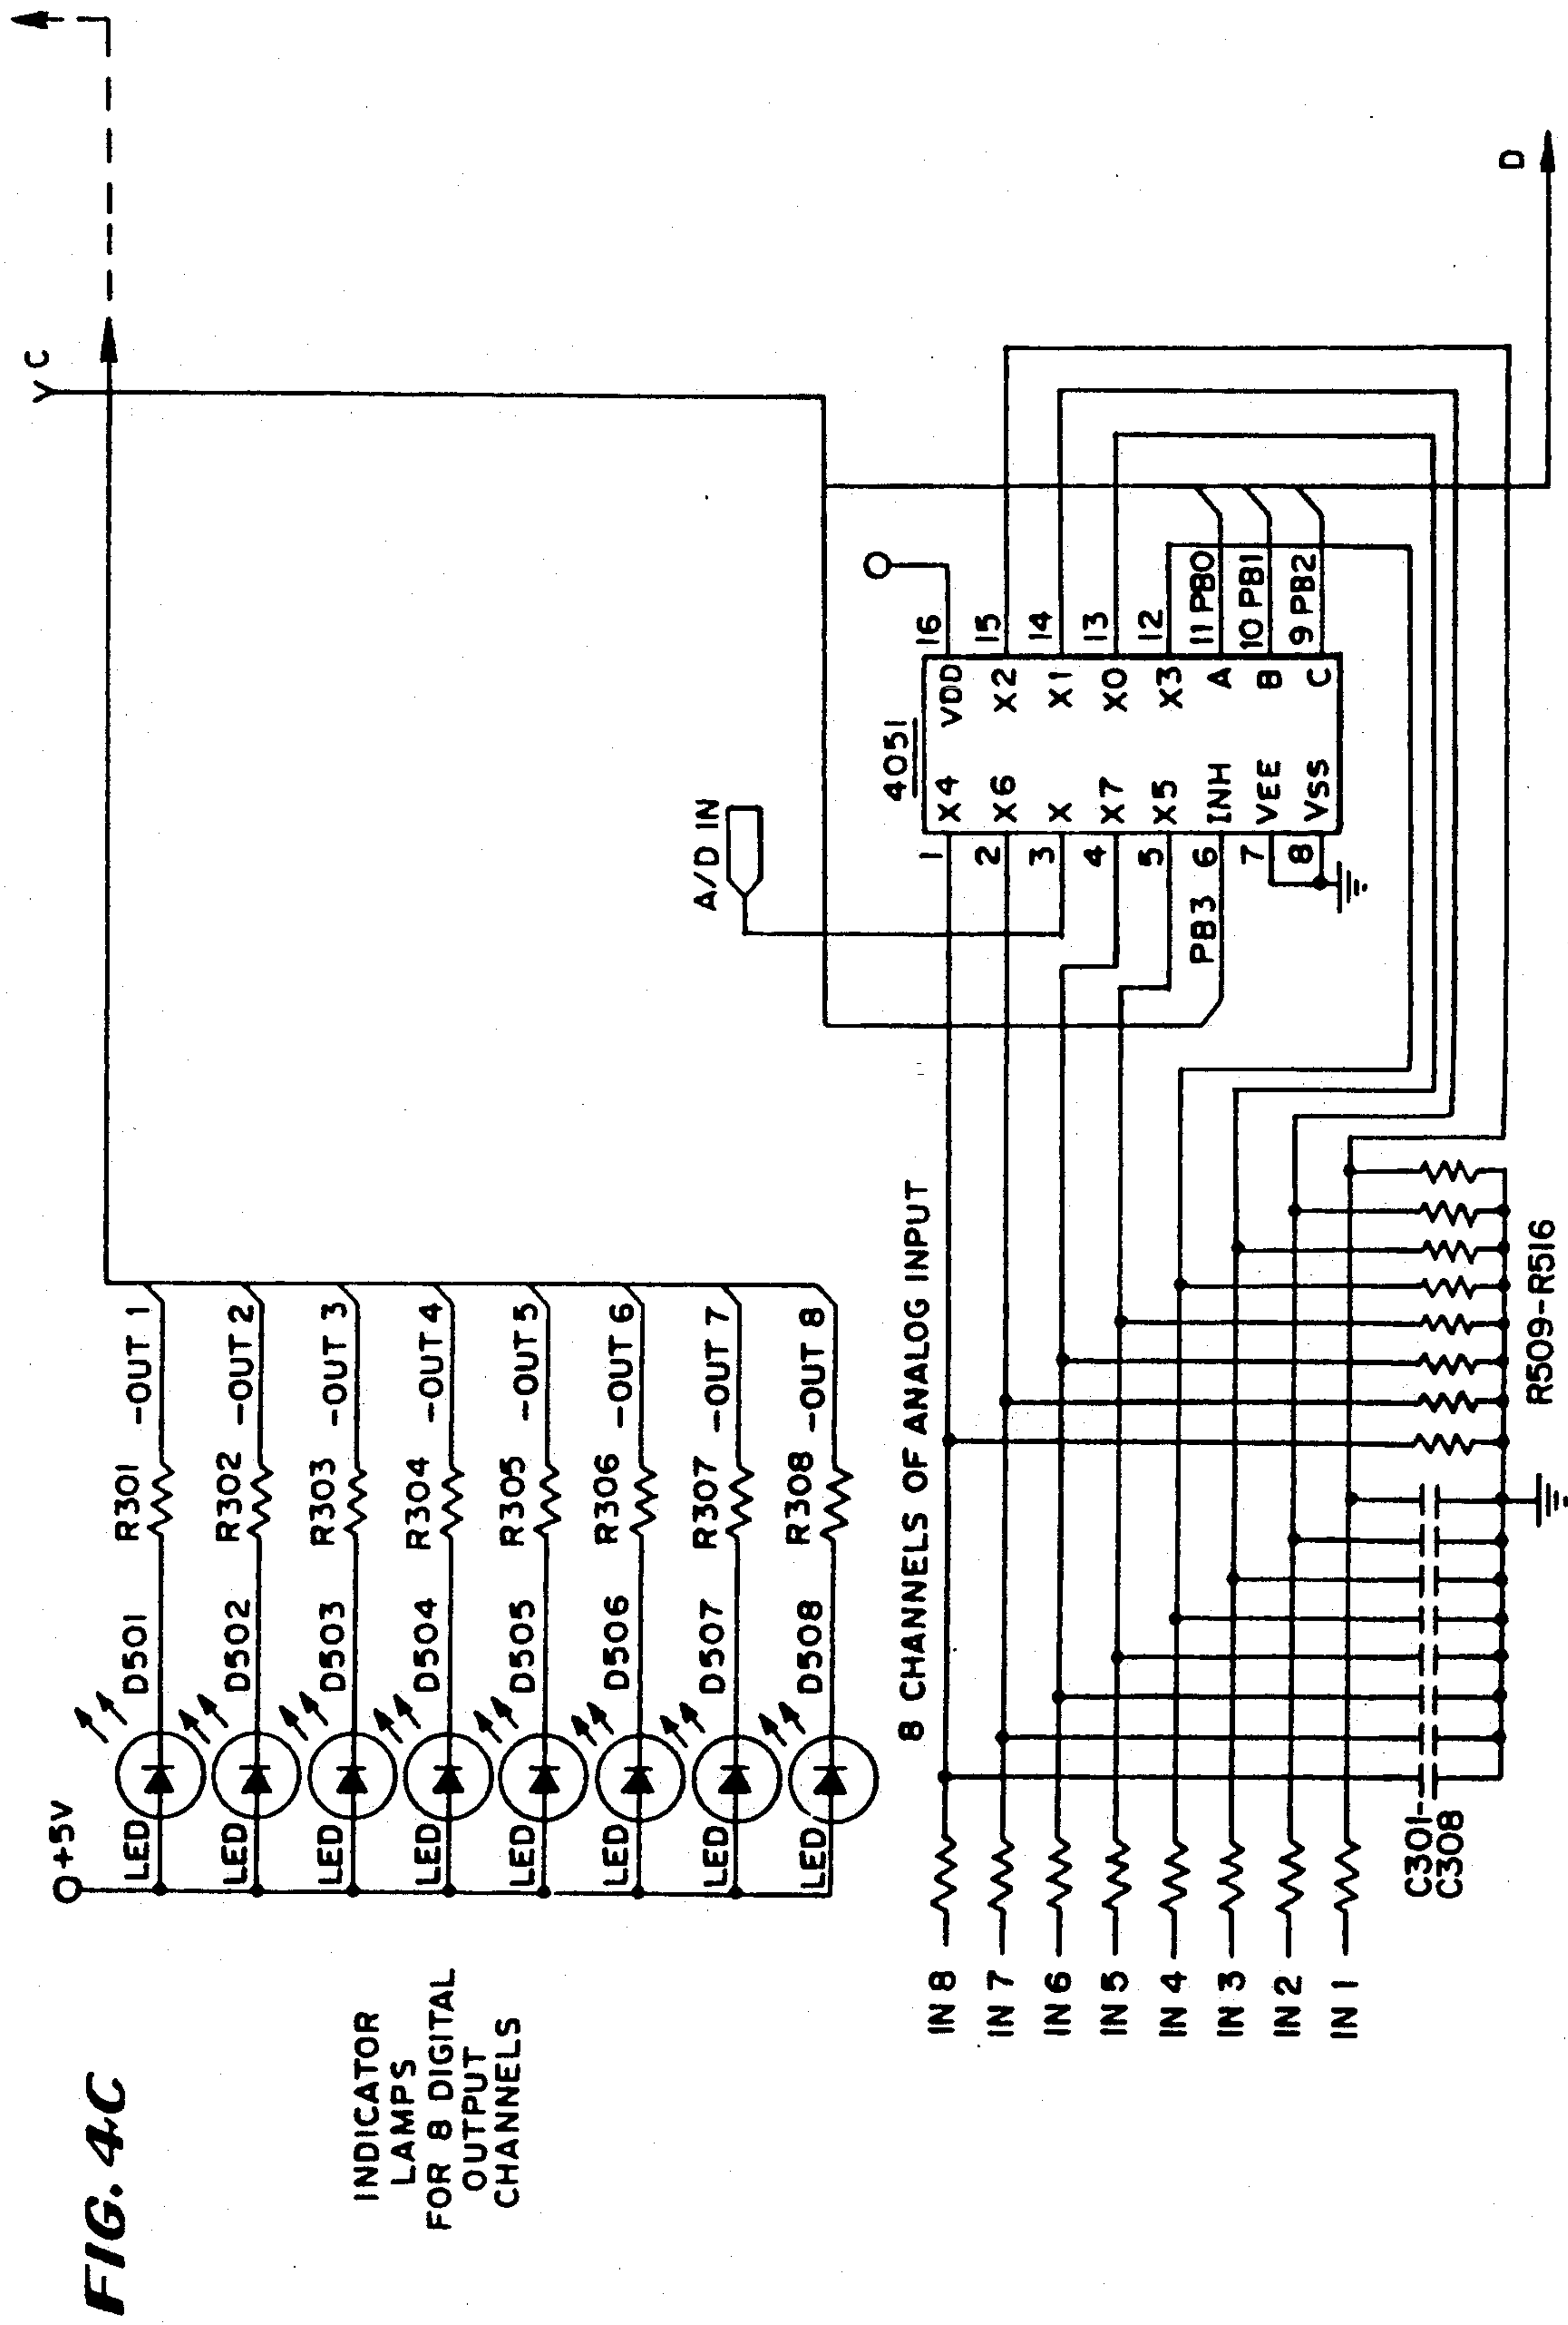 FIG. 4C
INDICATOR
LAMPS
FOR 8 DIGITAL
OUTPUT
CHANNELS
+5V
C
LED D501 R301 -OUT 1
LED D502 R302 -OUT 2
LED D503 R303 -OUT 3
LED D504 R304 -OUT 4
LED D505 R305 -OUT 5
LED D506 R306 -OUT 6
LED D507 R307 -OUT 7
LED D508 R308 -OUT 8
A/D IN
8 CHANNELS OF ANALOG INPUT
4051
IN 8
IN 7
IN 6
IN 5
IN 4
IN 3
IN 2
IN 1
1 X4 VDD 16
2 X6 X2 15
3 X X1 14
4 X7 X0 13
5 X5 X3 12
PB3 6 INH A 11 PB0
7 VEE B 10 PB1
8 VSS C 9 PB2
C301-
C308
R509-R516
D